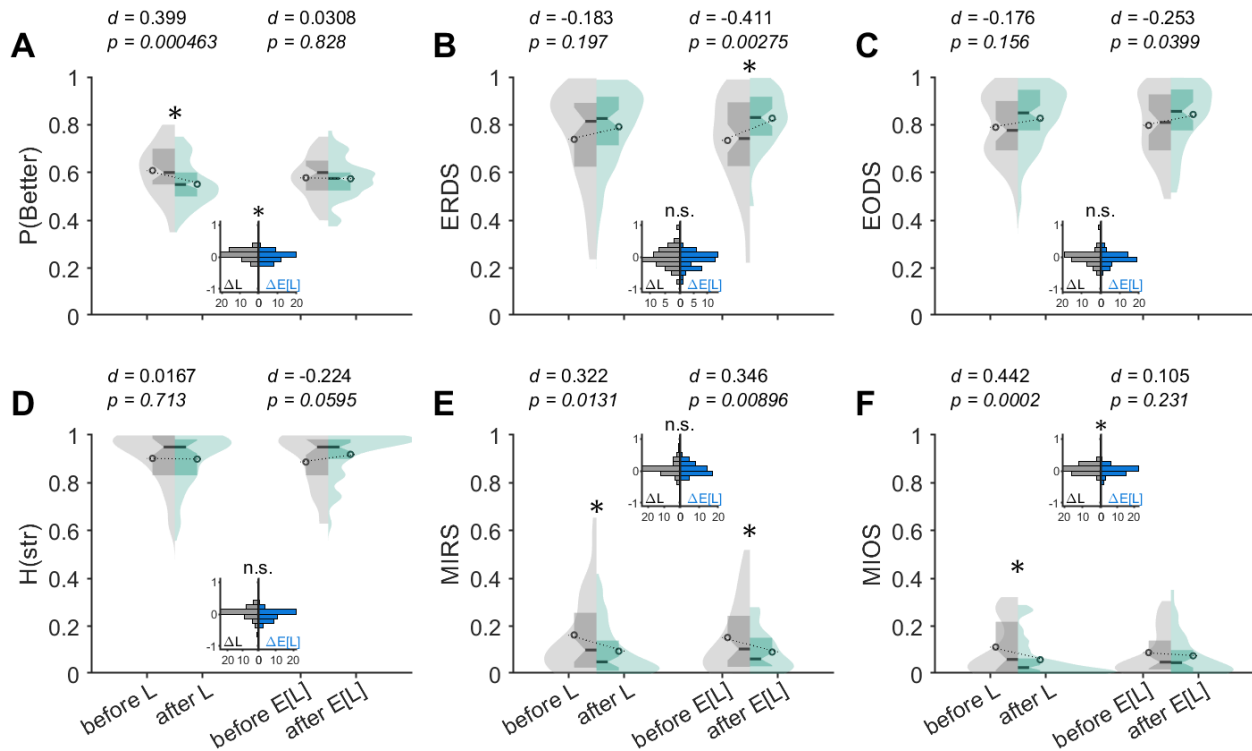 d = 0.399 d = 0.0308
p = 0.000463 p = 0.828
A
P(Better)
1
0.8
0.6
0.4
0.2
0
*
*
1
0
-1
ΔL ΔE[L]
20 10 0 10 20
d = -0.183 d = -0.411
p = 0.197 p = 0.00275
B
ERDS
1
0.8
0.6
0.4
0.2
0
*
n.s.
1
0
-1
ΔL ΔE[L]
10 5 0 5 10
d = -0.176 d = -0.253
p = 0.156 p = 0.0399
C
EODS
1
0.8
0.6
0.4
0.2
0
n.s.
1
0
-1
ΔL ΔE[L]
20 10 0 10 20
d = 0.0167 d = -0.224
p = 0.713 p = 0.0595
D
H(str)
1
0.8
0.6
0.4
0.2
0
n.s.
1
0
-1
ΔL ΔE[L]
20 10 0 10 20
before L after L before E[L] after E[L]
d = 0.322 d = 0.346
p = 0.0131 p = 0.00896
E
MIRS
1
0.8
0.6
0.4
0.2
0
n.s.
1
0
-1
ΔL ΔE[L]
20 10 0 10 20
*
*
before L after L before E[L] after E[L]
d = 0.442 d = 0.105
p = 0.0002 p = 0.231
F
MIOS
1
0.8
0.6
0.4
0.2
0
*
1
0
-1
ΔL ΔE[L]
20 10 0 10 20
*
before L after L before E[L] after E[L]